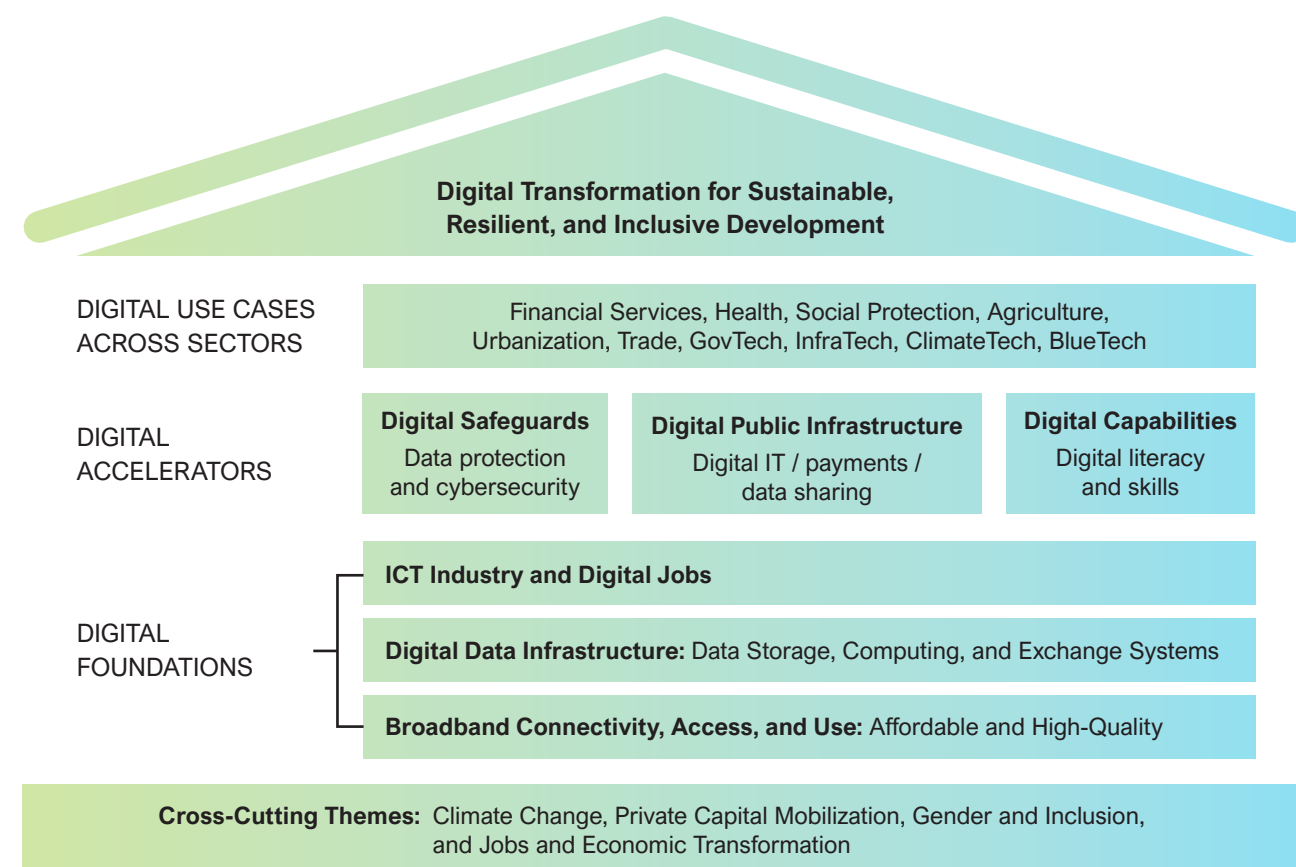 Digital Transformation for Sustainable,
Resilient, and Inclusive Development
DIGITAL USE CASES
ACROSS SECTORS
Financial Services, Health, Social Protection, Agriculture,
Urbanization, Trade, GovTech, InfraTech, ClimateTech, BlueTech
DIGITAL
ACCELERATORS
Digital Safeguards
Data protection
and cybersecurity
Digital Public Infrastructure
Digital IT / payments /
data sharing
Digital Capabilities
Digital literacy
and skills
DIGITAL
FOUNDATIONS
ICT Industry and Digital Jobs
Digital Data Infrastructure: Data Storage, Computing, and Exchange Systems
Broadband Connectivity, Access, and Use: Affordable and High-Quality
Cross-Cutting Themes: Climate Change, Private Capital Mobilization, Gender and Inclusion,
and Jobs and Economic Transformation